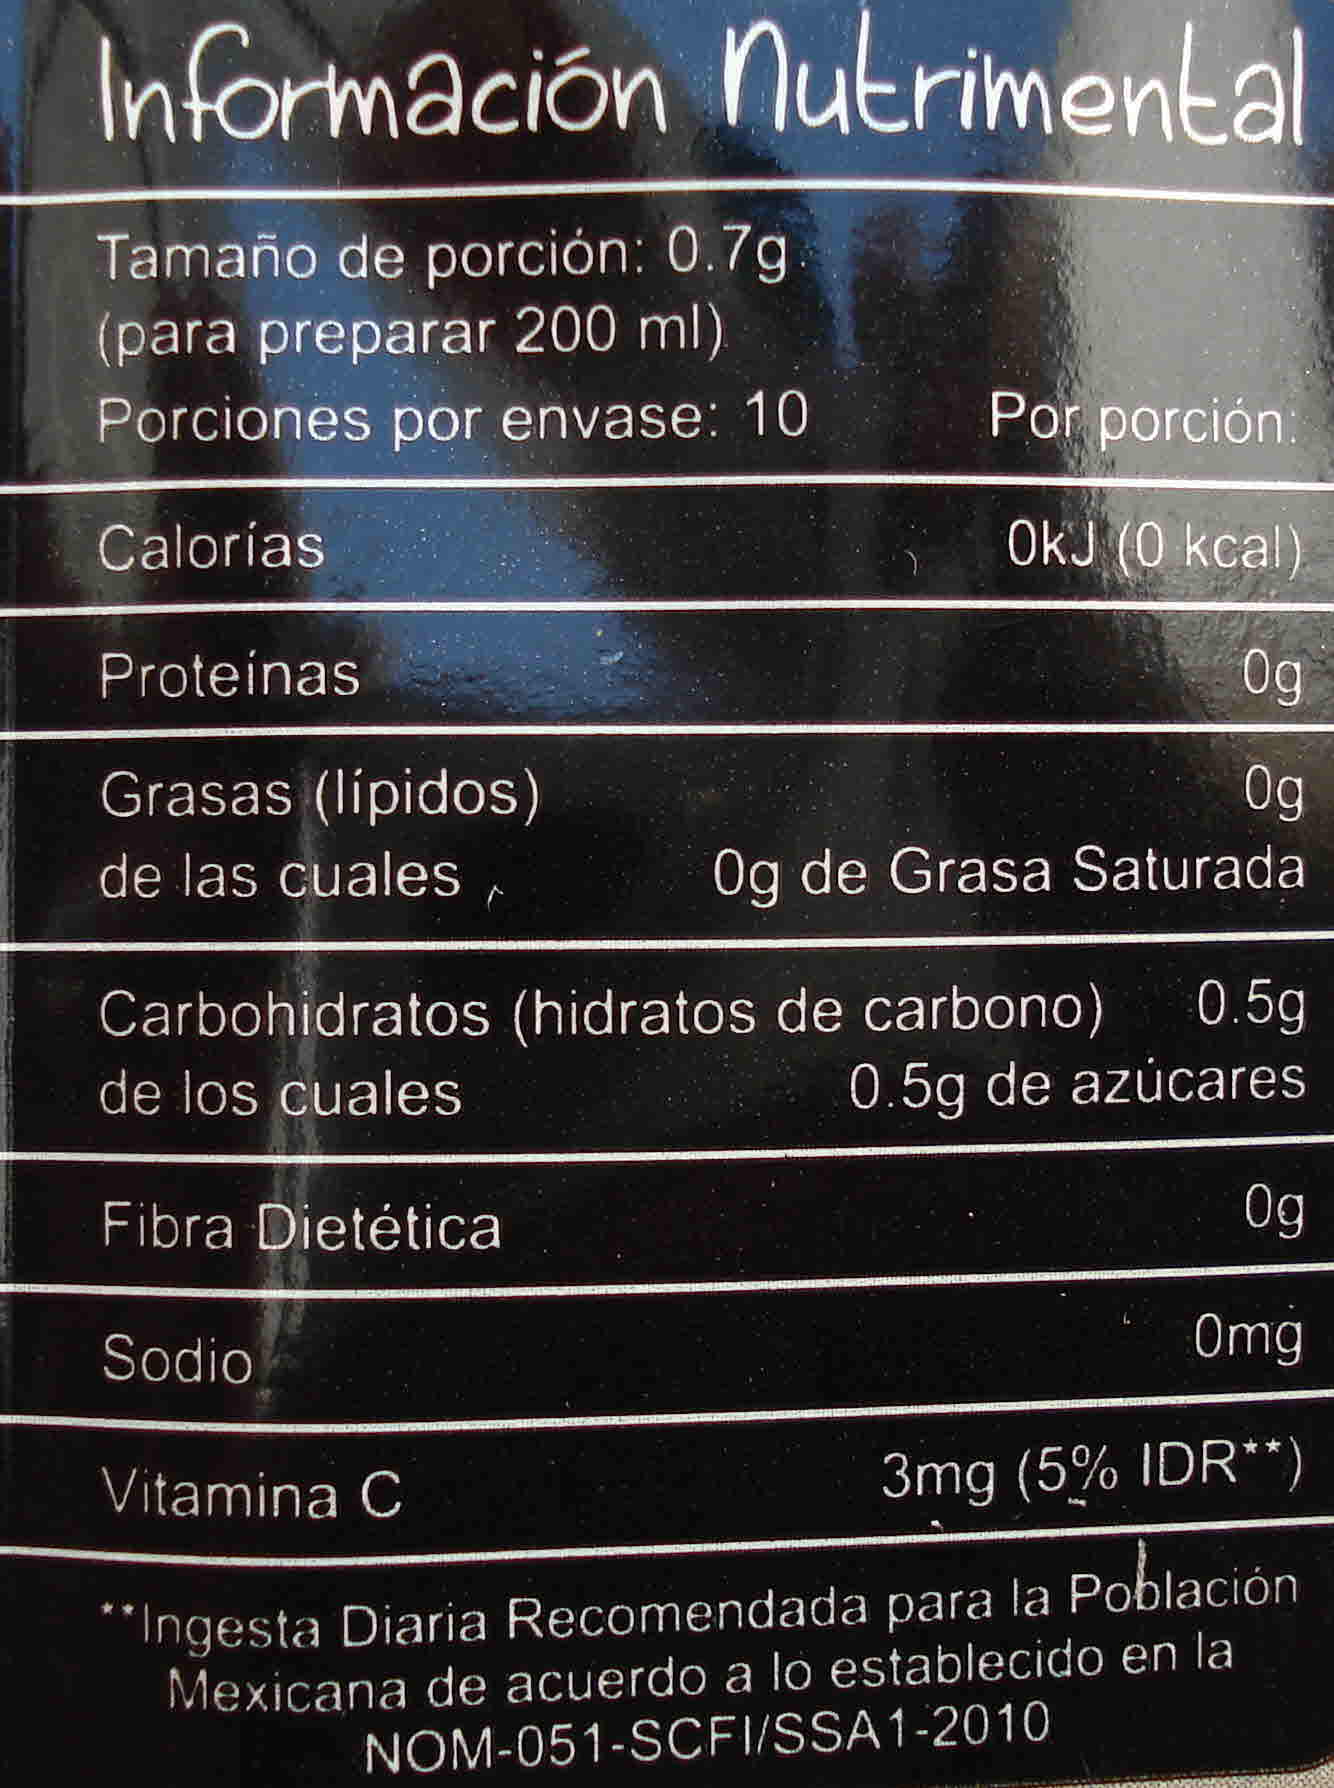 Información Nutrimental
Tamaño de porción: 0.7g
(para preparar 200 ml)
Porciones por envase: 10 Por porción:
Calorías 0kJ (0 kcal)
Proteínas 0g
Grasas (lípidos) 0g
de las cuales 0g de Grasa Saturada
Carbohidratos (hidratos de carbono) 0.5g
de los cuales 0.5g de azúcares
Fibra Dietética 0g
Sodio 0mg
Vitamina C 3mg (5% IDR**)
**Ingesta Diaria Recomendada para la Población
Mexicana de acuerdo a lo establecido en la
NOM-051-SCFI/SSA1-2010